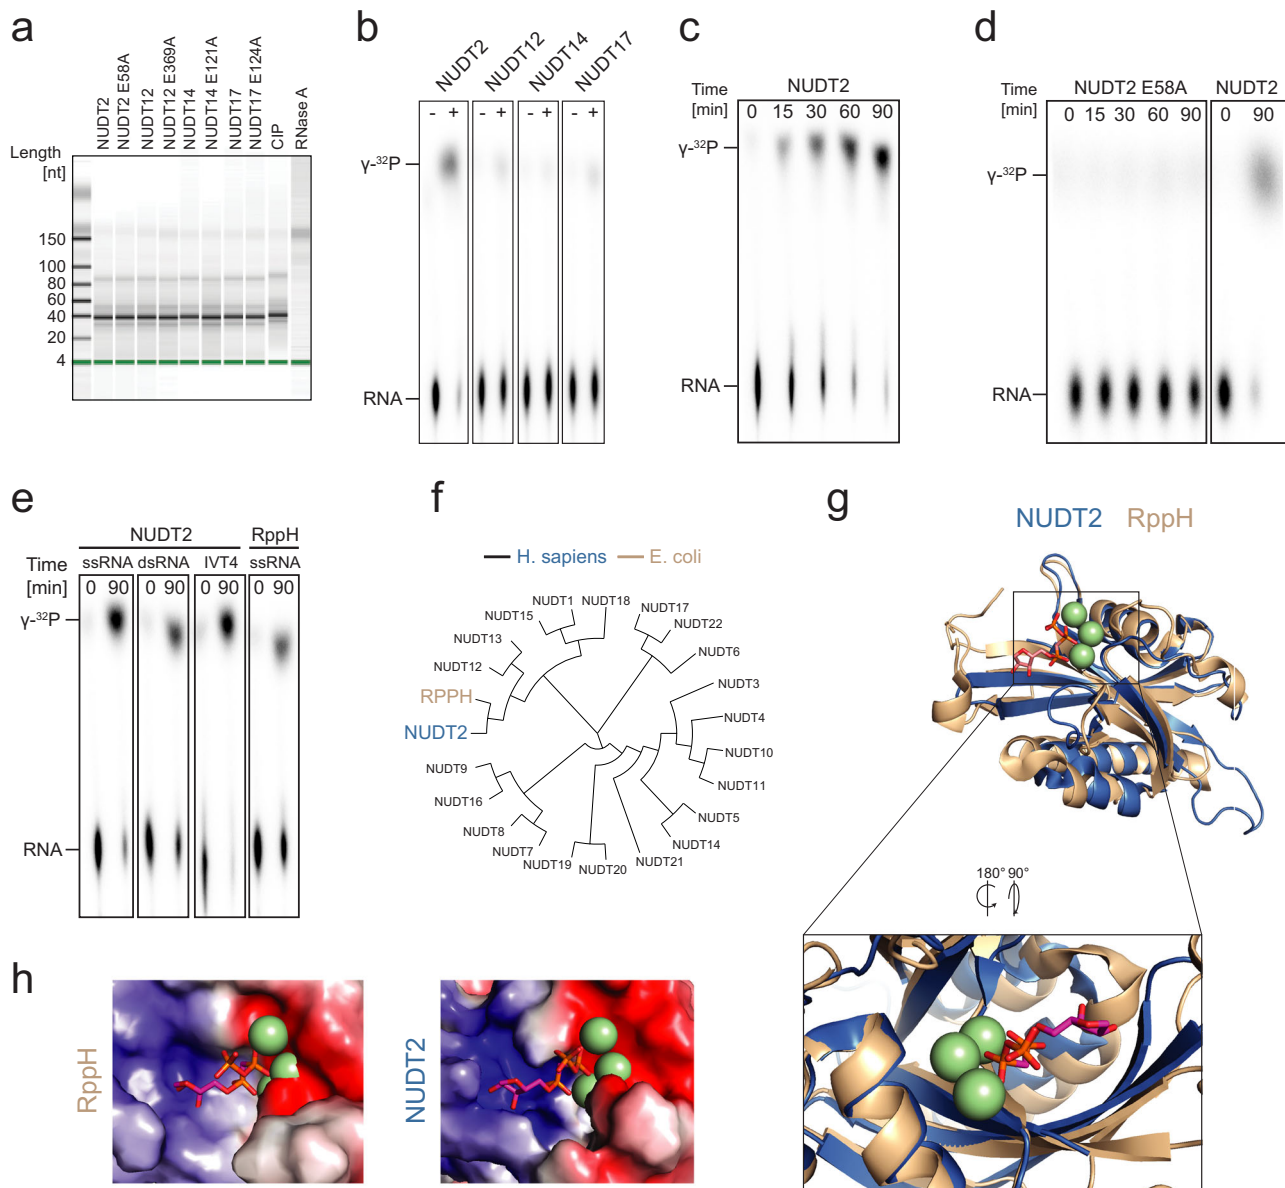 a
NUDT2
NUDT2 E58A
NUDT12
NUDT12 E369A
NUDT14
NUDT14 E121A
NUDT17
NUDT17 E124A
CIP
RNase A
Length
[nt]
150
100
80
60
40
20
4
b
NUDT2
NUDT12
NUDT14
NUDT17
- + - + - + - +
γ-³²P
RNA
c
NUDT2
Time
[min]
0 15 30 60 90
γ-³²P
RNA
d
NUDT2 E58A NUDT2
Time
[min]
0 15 30 60 90 0 90
γ-³²P
RNA
e
NUDT2 RppH
Time
[min]
ssRNA dsRNA IVT4 ssRNA
0 90 0 90 0 90 0 90
γ-³²P
RNA
f
H. sapiens E. coli
NUDT1
NUDT18
NUDT15
NUDT17
NUDT22
NUDT13
NUDT6
NUDT12
NUDT3
RPPH
NUDT4
NUDT2
NUDT10
NUDT9
NUDT11
NUDT16
NUDT5
NUDT8
NUDT14
NUDT7
NUDT19
NUDT20
NUDT21
g
NUDT2 RppH
180° 90°
h
RppH
NUDT2